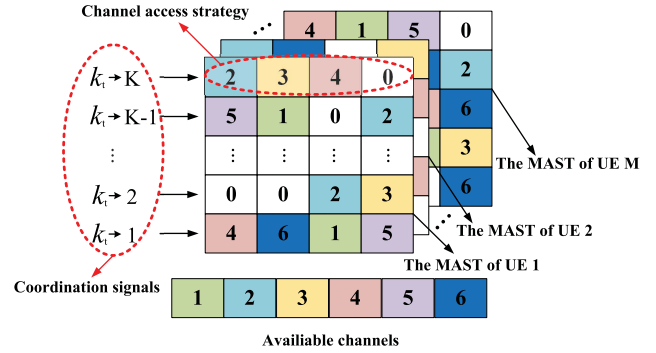 Channel access strategy
... 4 1 5 0
k_t→K 2 3 4 0 2
k_t→K-1 5 1 0 2 6
⋮ ⋮ ⋮ ⋮ ⋮ 3
The MAST of UE M
k_t→2 0 0 2 3 6
k_t→1 4 6 1 5 ...
The MAST of UE 2
The MAST of UE 1
Coordination signals
1 2 3 4 5 6
Availiable channels